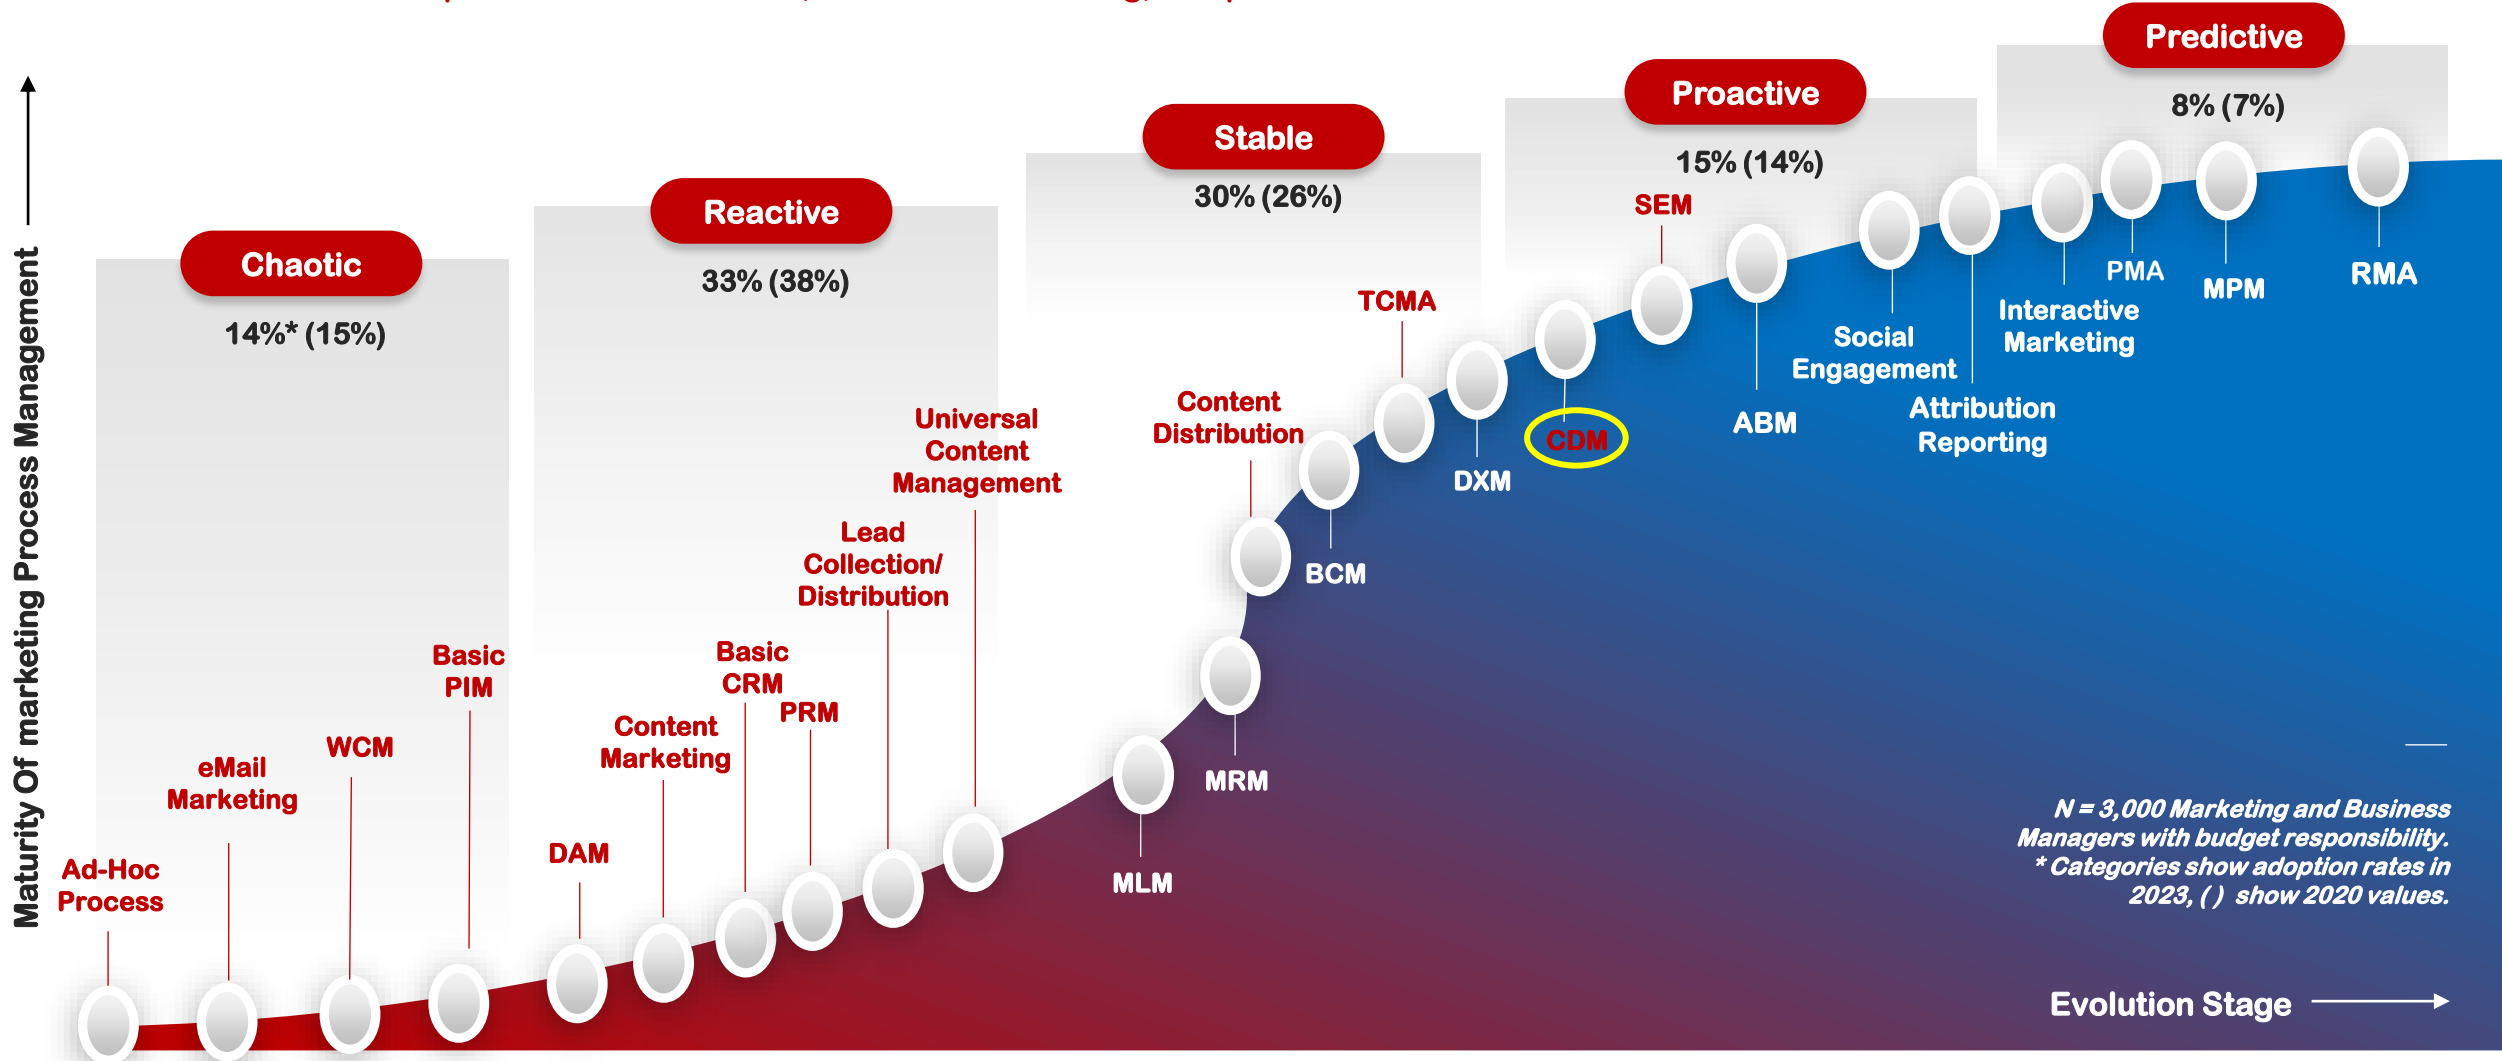 Predictive
8% (7%)
Proactive
15% (14%)
Stable
30% (26%)
Reactive
33% (38%)
Chaotic
14%* (15%)
Maturity Of marketing Process Management
Ad-Hoc
Process
eMail
Marketing
WCM
Basic
PIM
DAM
Content
Marketing
Basic
CRM
PRM
Lead
Collection/
Distribution
Universal
Content
Management
MLM
MRM
Content
Distribution
BCM
TCMA
DXM
CDM
SEM
ABM
Social
Engagement
Attribution
Reporting
Interactive
Marketing
PMA
MPM
RMA
N = 3,000 Marketing and Business
Managers with budget responsibility.
* Categories show adoption rates in
2023, ( ) show 2020 values.
Evolution Stage